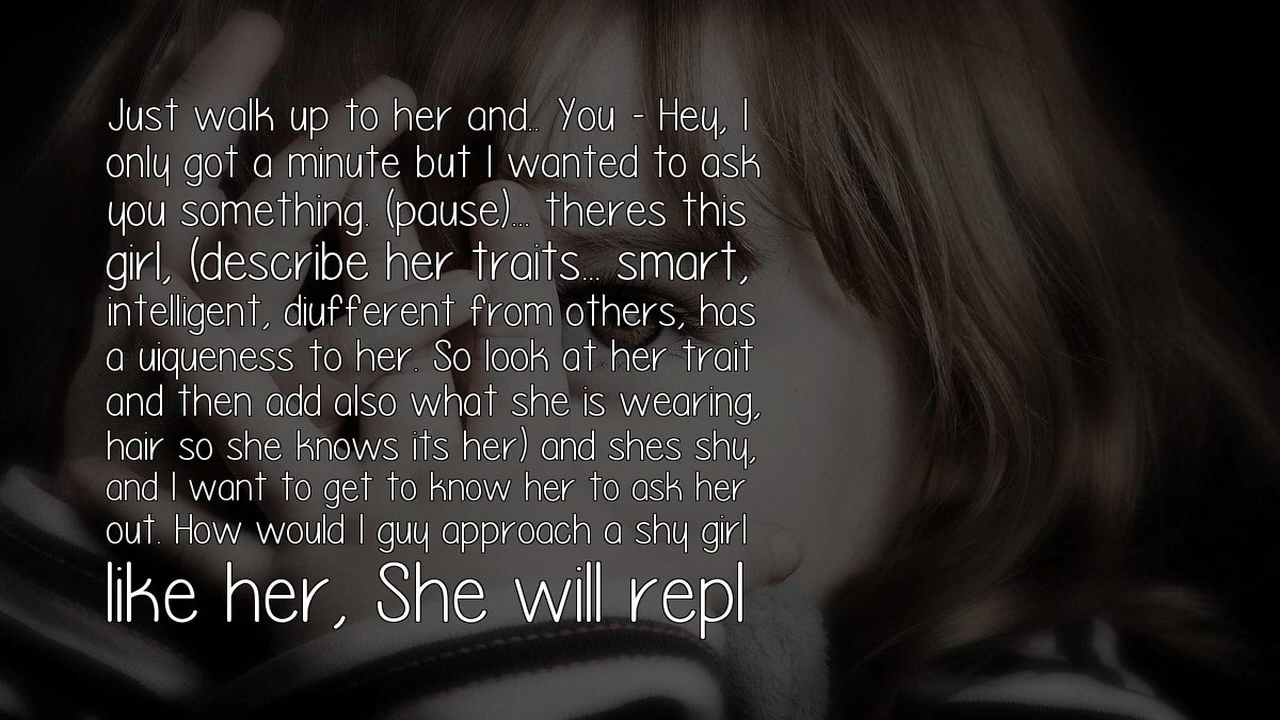 Just walk up to her and.. You - Hey, I
only got a minute but I wanted to ask
you something. (pause)... theres this
girl, (describe her traits... smart,
intelligent, diufferent from others, has
a uiqueness to her. So look at her trait
and then add also what she is wearing,
hair so she knows its her) and shes shy,
and I want to get to know her to ask her
out. How would I guy approach a shy girl
like her, She will repl